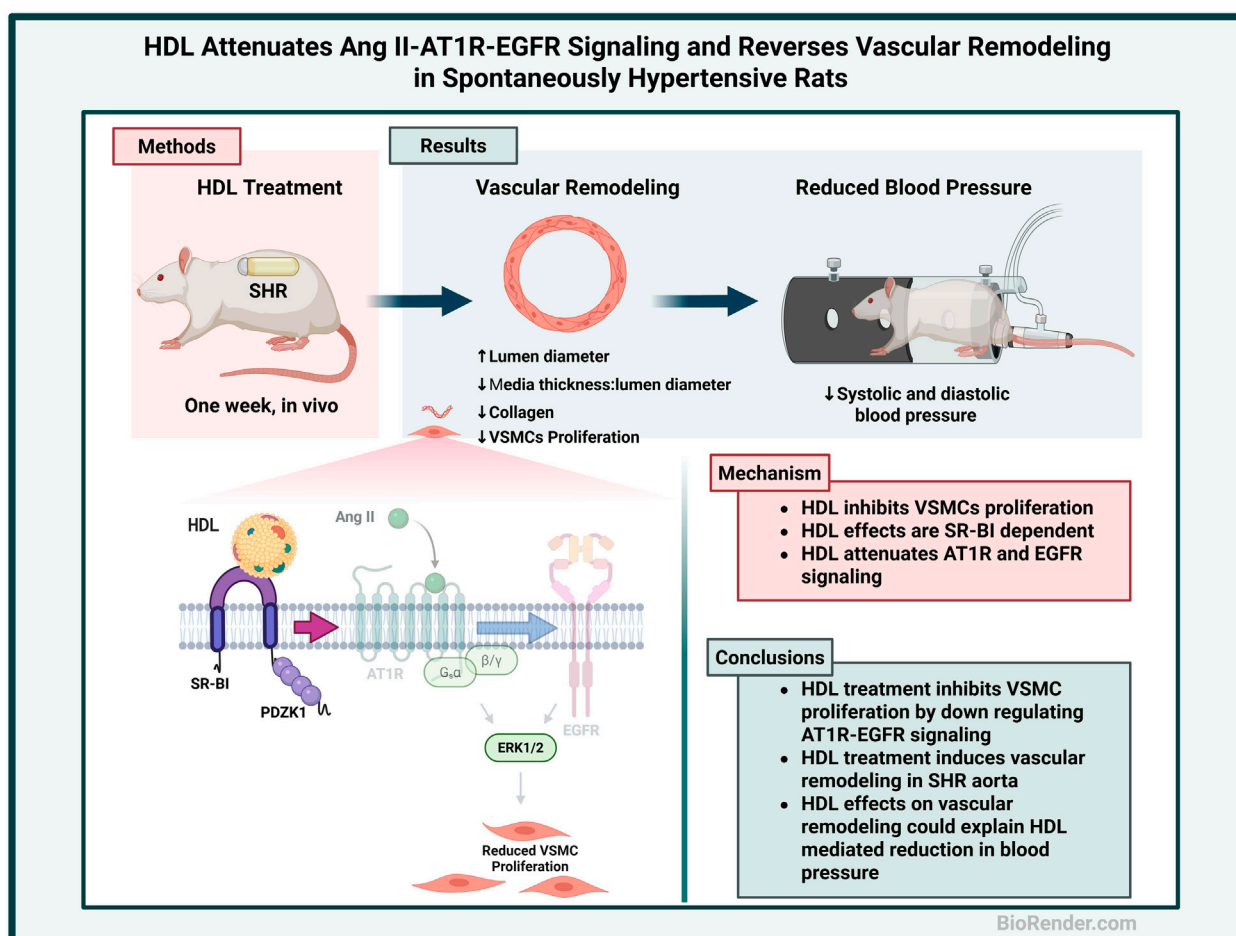 HDL Attenuates Ang II-AT1R-EGFR Signaling and Reverses Vascular Remodeling
in Spontaneously Hypertensive Rats
Methods
HDL Treatment
SHR
One week, in vivo
Results
Vascular Remodeling
↑Lumen diameter
↓Media thickness:lumen diameter
↓Collagen
↓VSMCs Proliferation
Reduced Blood Pressure
↓Systolic and diastolic
blood pressure
HDL
Ang II
SR-BI
PDZK1
AT1R
Gsα
β/γ
EGFR
ERK1/2
Reduced VSMC
Proliferation
Mechanism
• HDL inhibits VSMCs proliferation
• HDL effects are SR-BI dependent
• HDL attenuates AT1R and EGFR
signaling
Conclusions
• HDL treatment inhibits VSMC
proliferation by down regulating
AT1R-EGFR signaling
• HDL treatment induces vascular
remodeling in SHR aorta
• HDL effects on vascular
remodeling could explain HDL
mediated reduction in blood
pressure
BioRender.com